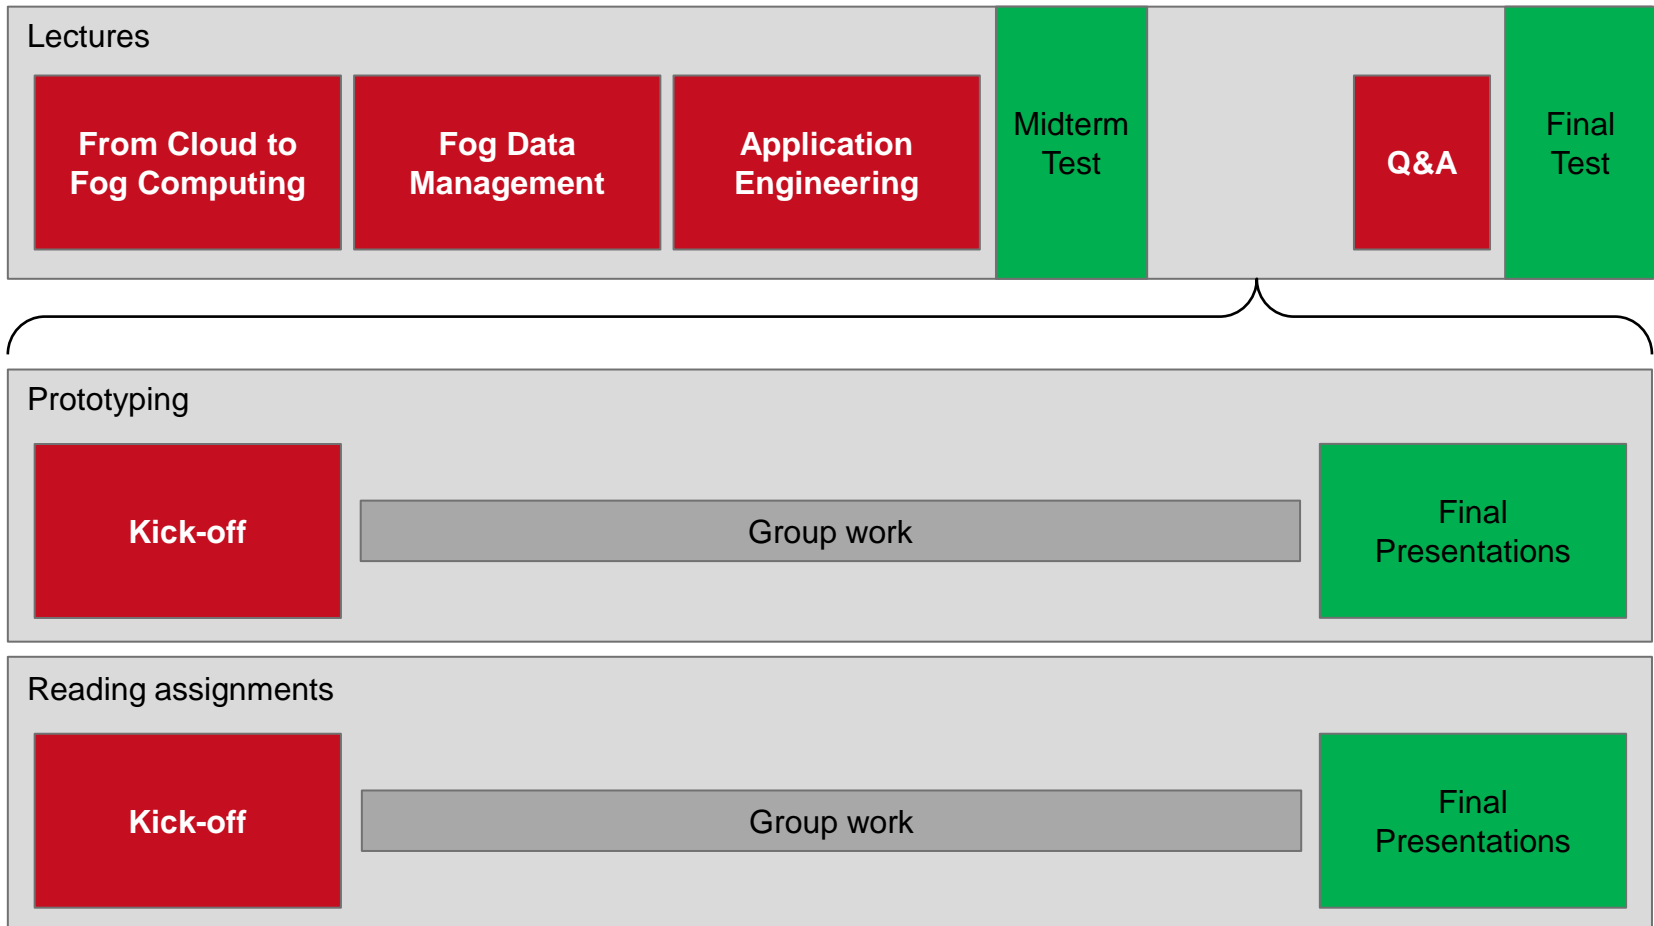 Lectures
From Cloud to
Fog Computing
Fog Data
Management
Application
Engineering
Midterm
Test
Q&A
Final
Test
Prototyping
Kick-off
Group work
Final
Presentations
Reading assignments
Kick-off
Group work
Final
Presentations